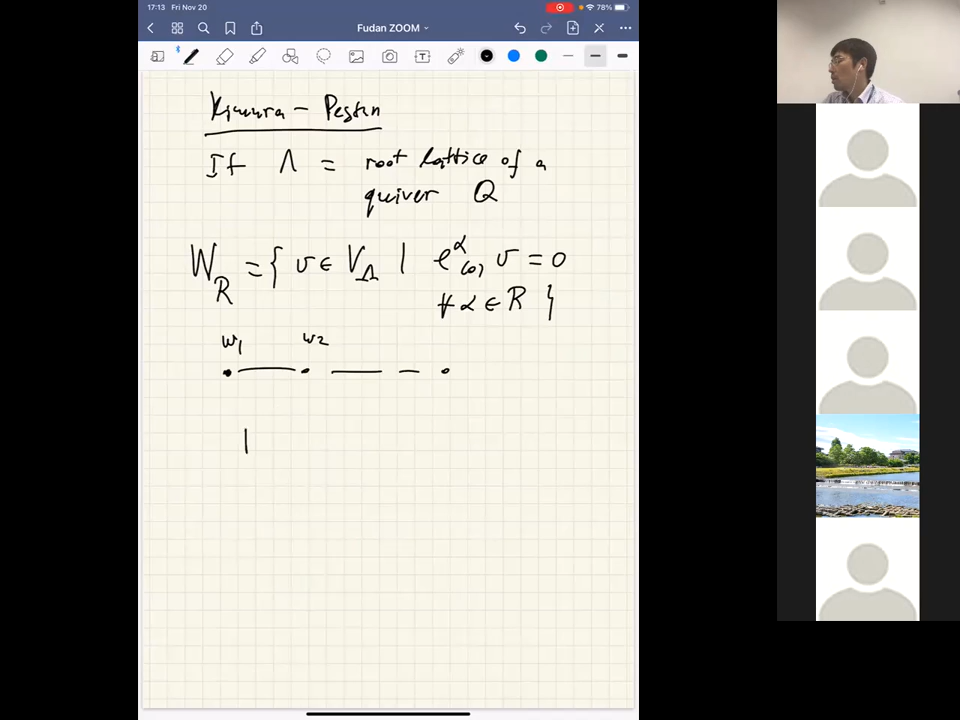 17:13 Fri Nov 20
78%
Fudan ZOOM
Kimura - Pestun
If Λ = root lattice of a
quiver Q
W_R = { v ∈ V_Λ | e^α_(0) v = 0
∀ α ∈ R }
w1 w2